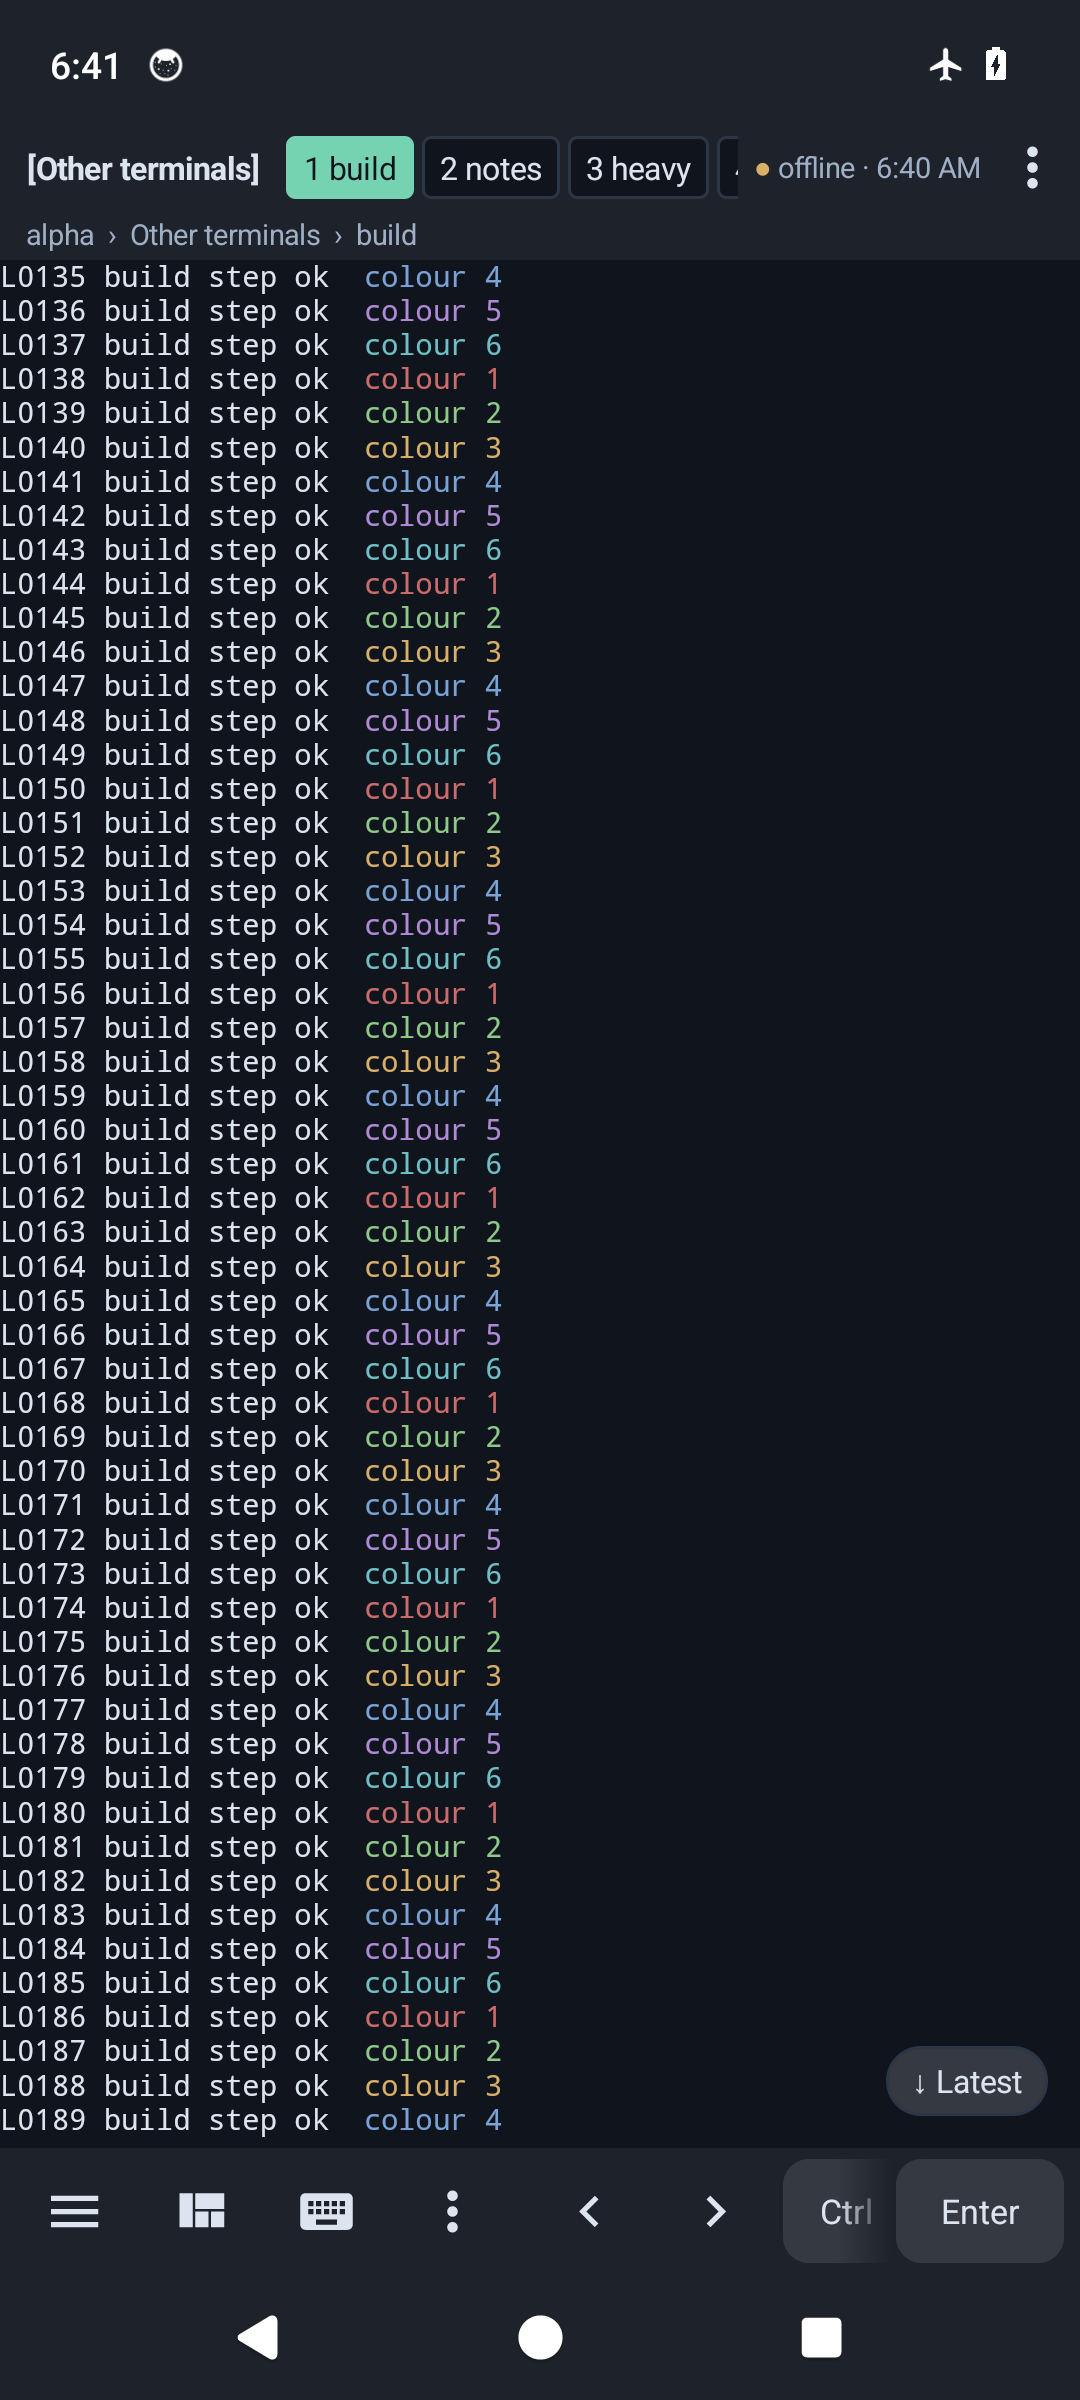 6:41
[Other terminals] 1 build 2 notes 3 heavy offline · 6:40 AM
alpha › Other terminals › build
L0135 build step ok colour 4
L0136 build step ok colour 5
L0137 build step ok colour 6
L0138 build step ok colour 1
L0139 build step ok colour 2
L0140 build step ok colour 3
L0141 build step ok colour 4
L0142 build step ok colour 5
L0143 build step ok colour 6
L0144 build step ok colour 1
L0145 build step ok colour 2
L0146 build step ok colour 3
L0147 build step ok colour 4
L0148 build step ok colour 5
L0149 build step ok colour 6
L0150 build step ok colour 1
L0151 build step ok colour 2
L0152 build step ok colour 3
L0153 build step ok colour 4
L0154 build step ok colour 5
L0155 build step ok colour 6
L0156 build step ok colour 1
L0157 build step ok colour 2
L0158 build step ok colour 3
L0159 build step ok colour 4
L0160 build step ok colour 5
L0161 build step ok colour 6
L0162 build step ok colour 1
L0163 build step ok colour 2
L0164 build step ok colour 3
L0165 build step ok colour 4
L0166 build step ok colour 5
L0167 build step ok colour 6
L0168 build step ok colour 1
L0169 build step ok colour 2
L0170 build step ok colour 3
L0171 build step ok colour 4
L0172 build step ok colour 5
L0173 build step ok colour 6
L0174 build step ok colour 1
L0175 build step ok colour 2
L0176 build step ok colour 3
L0177 build step ok colour 4
L0178 build step ok colour 5
L0179 build step ok colour 6
L0180 build step ok colour 1
L0181 build step ok colour 2
L0182 build step ok colour 3
L0183 build step ok colour 4
L0184 build step ok colour 5
L0185 build step ok colour 6
L0186 build step ok colour 1
L0187 build step ok colour 2
L0188 build step ok colour 3
L0189 build step ok colour 4
↓ Latest
Ctrl Enter